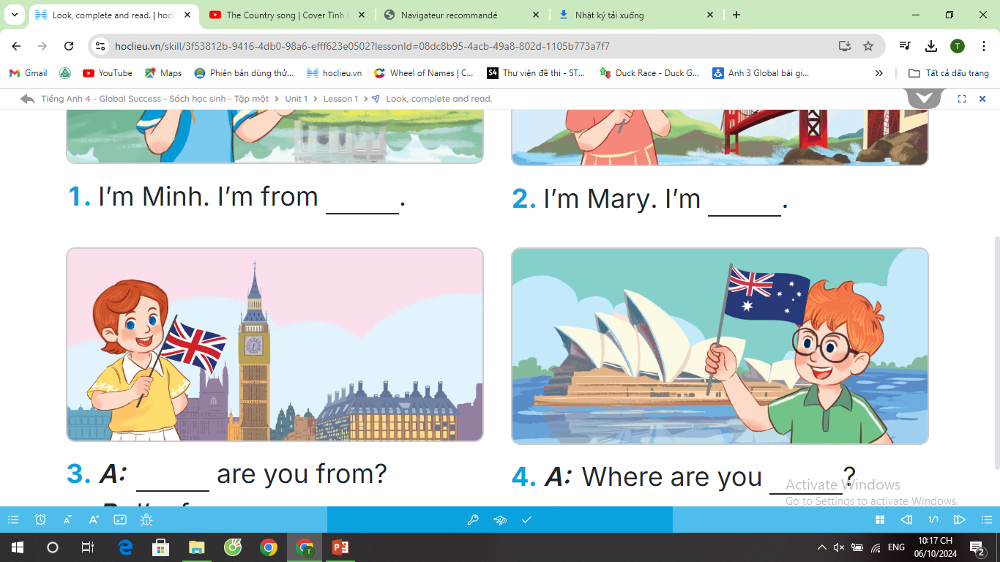 Look, complete and read. | hocl
The Country song | Cover Tình b
Navigateur recommandé
Nhật ký tải xuống
hoclieu.vn/skill/3f53812b-9416-4db0-98a6-efff623e0502?lessonId=08dc8b95-4acb-49a8-802d-1105b773a7f7
T
Gmail
YouTube
Maps
Phiên bản dùng thử...
hoclieu.vn
Wheel of Names | C...
S4
Thư viện đề thi - ST...
Duck Race - Duck G...
Anh 3 Global bài gi...
Tất cả dấu trang
Tiếng Anh 4 - Global Success - Sách học sinh - Tập một > Unit 1 > Lesson 1 > Look, complete and read.
1. I'm Minh. I'm from ______.
2. I'm Mary. I'm ______.
3. A: ______ are you from?
4. A: Where are you ______?
Activate Windows
Go to Settings to activate Windows.
1/1
ENG
10:17 CH
06/10/2024
2